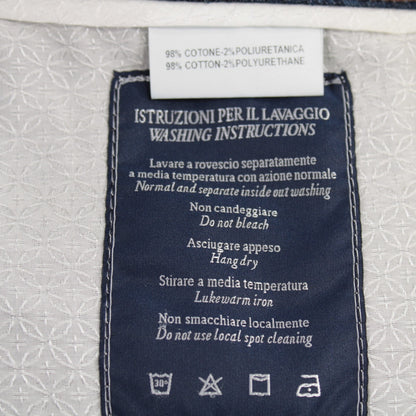 98% COTONE-2% POLIURETANICA
98% COTTON-2% POLYURETHANE
ISTRUZIONI PER IL LAVAGGIO
WASHING INSTRUCTIONS
Lavare a rovescio separatamente
a media temperatura con azione normale
Normal and separate inside out washing
Non candeggiare
Do not bleach
Asciugare appeso
Hang dry
Stirare a media temperatura
Lukewarm iron
Non smacchiare localmente
Do not use local spot cleaning
30°